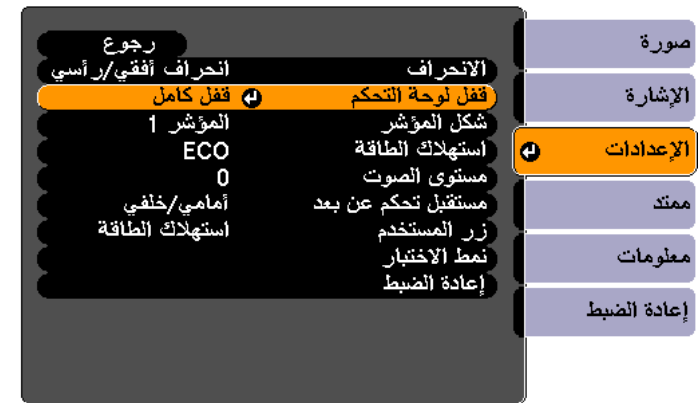 صورة
الإشارة
الإعدادات
ممتد
معلومات
إعادة الضبط
رجوع
الانحراف انحراف أفقي/رأسي
قفل لوحة التحكم قفل كامل
شكل المؤشر المؤشر 1
استهلاك الطاقة ECO
مستوى الصوت 0
مستقبل تحكم عن بعد أمامي/خلفي
زر المستخدم استهلاك الطاقة
نمط الاختبار
إعادة الضبط